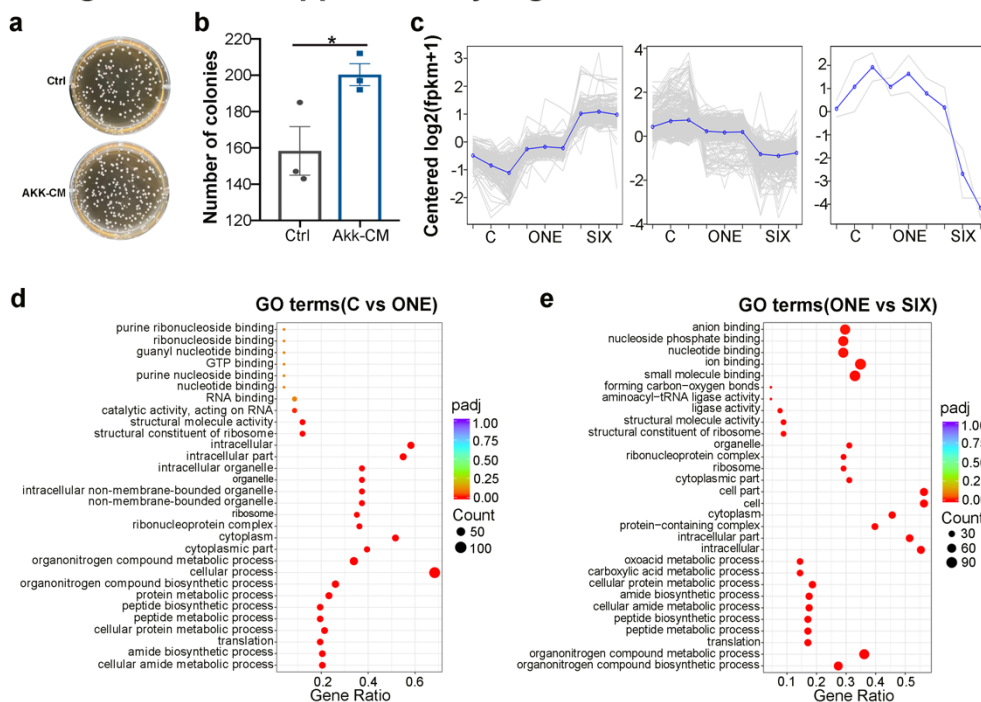 a
Ctrl
AKK-CM
b
Number of colonies
220
200
180
160
140
120
*
Ctrl
Akk-CM
c
Centered log2(fpkm+1)
3
2
1
0
-1
-2
C
ONE
SIX
4
2
0
-2
-4
C
ONE
SIX
2
1
0
-1
-2
-3
-4
C
ONE
SIX
d
GO terms(C vs ONE)
purine ribonucleoside binding
ribonucleoside binding
guanyl nucleotide binding
GTP binding
purine nucleoside binding
nucleotide binding
RNA binding
catalytic activity, acting on RNA
structural molecule activity
structural constituent of ribosome
intracellular
intracellular part
intracellular organelle
organelle
intracellular non−membrane−bounded organelle
non−membrane−bounded organelle
ribosome
ribonucleoprotein complex
cytoplasm
cytoplasmic part
organonitrogen compound metabolic process
cellular process
organonitrogen compound biosynthetic process
protein metabolic process
peptide biosynthetic process
peptide metabolic process
cellular protein metabolic process
translation
amide biosynthetic process
cellular amide metabolic process
0.2
0.4
0.6
Gene Ratio
padj
1.00
0.75
0.50
0.25
0.00
Count
50
100
e
GO terms(ONE vs SIX)
anion binding
nucleoside phosphate binding
nucleotide binding
ion binding
small molecule binding
forming carbon−oxygen bonds
aminoacyl−tRNA ligase activity
ligase activity
structural molecule activity
structural constituent of ribosome
organelle
ribonucleoprotein complex
ribosome
cytoplasmic part
cell part
cell
cytoplasm
protein−containing complex
intracellular part
intracellular
oxoacid metabolic process
carboxylic acid metabolic process
cellular protein metabolic process
amide biosynthetic process
cellular amide metabolic process
peptide biosynthetic process
peptide metabolic process
translation
organonitrogen compound metabolic process
organonitrogen compound biosynthetic process
0.1
0.2
0.3
0.4
0.5
Gene Ratio
padj
1.00
0.75
0.50
0.25
0.00
Count
30
60
90